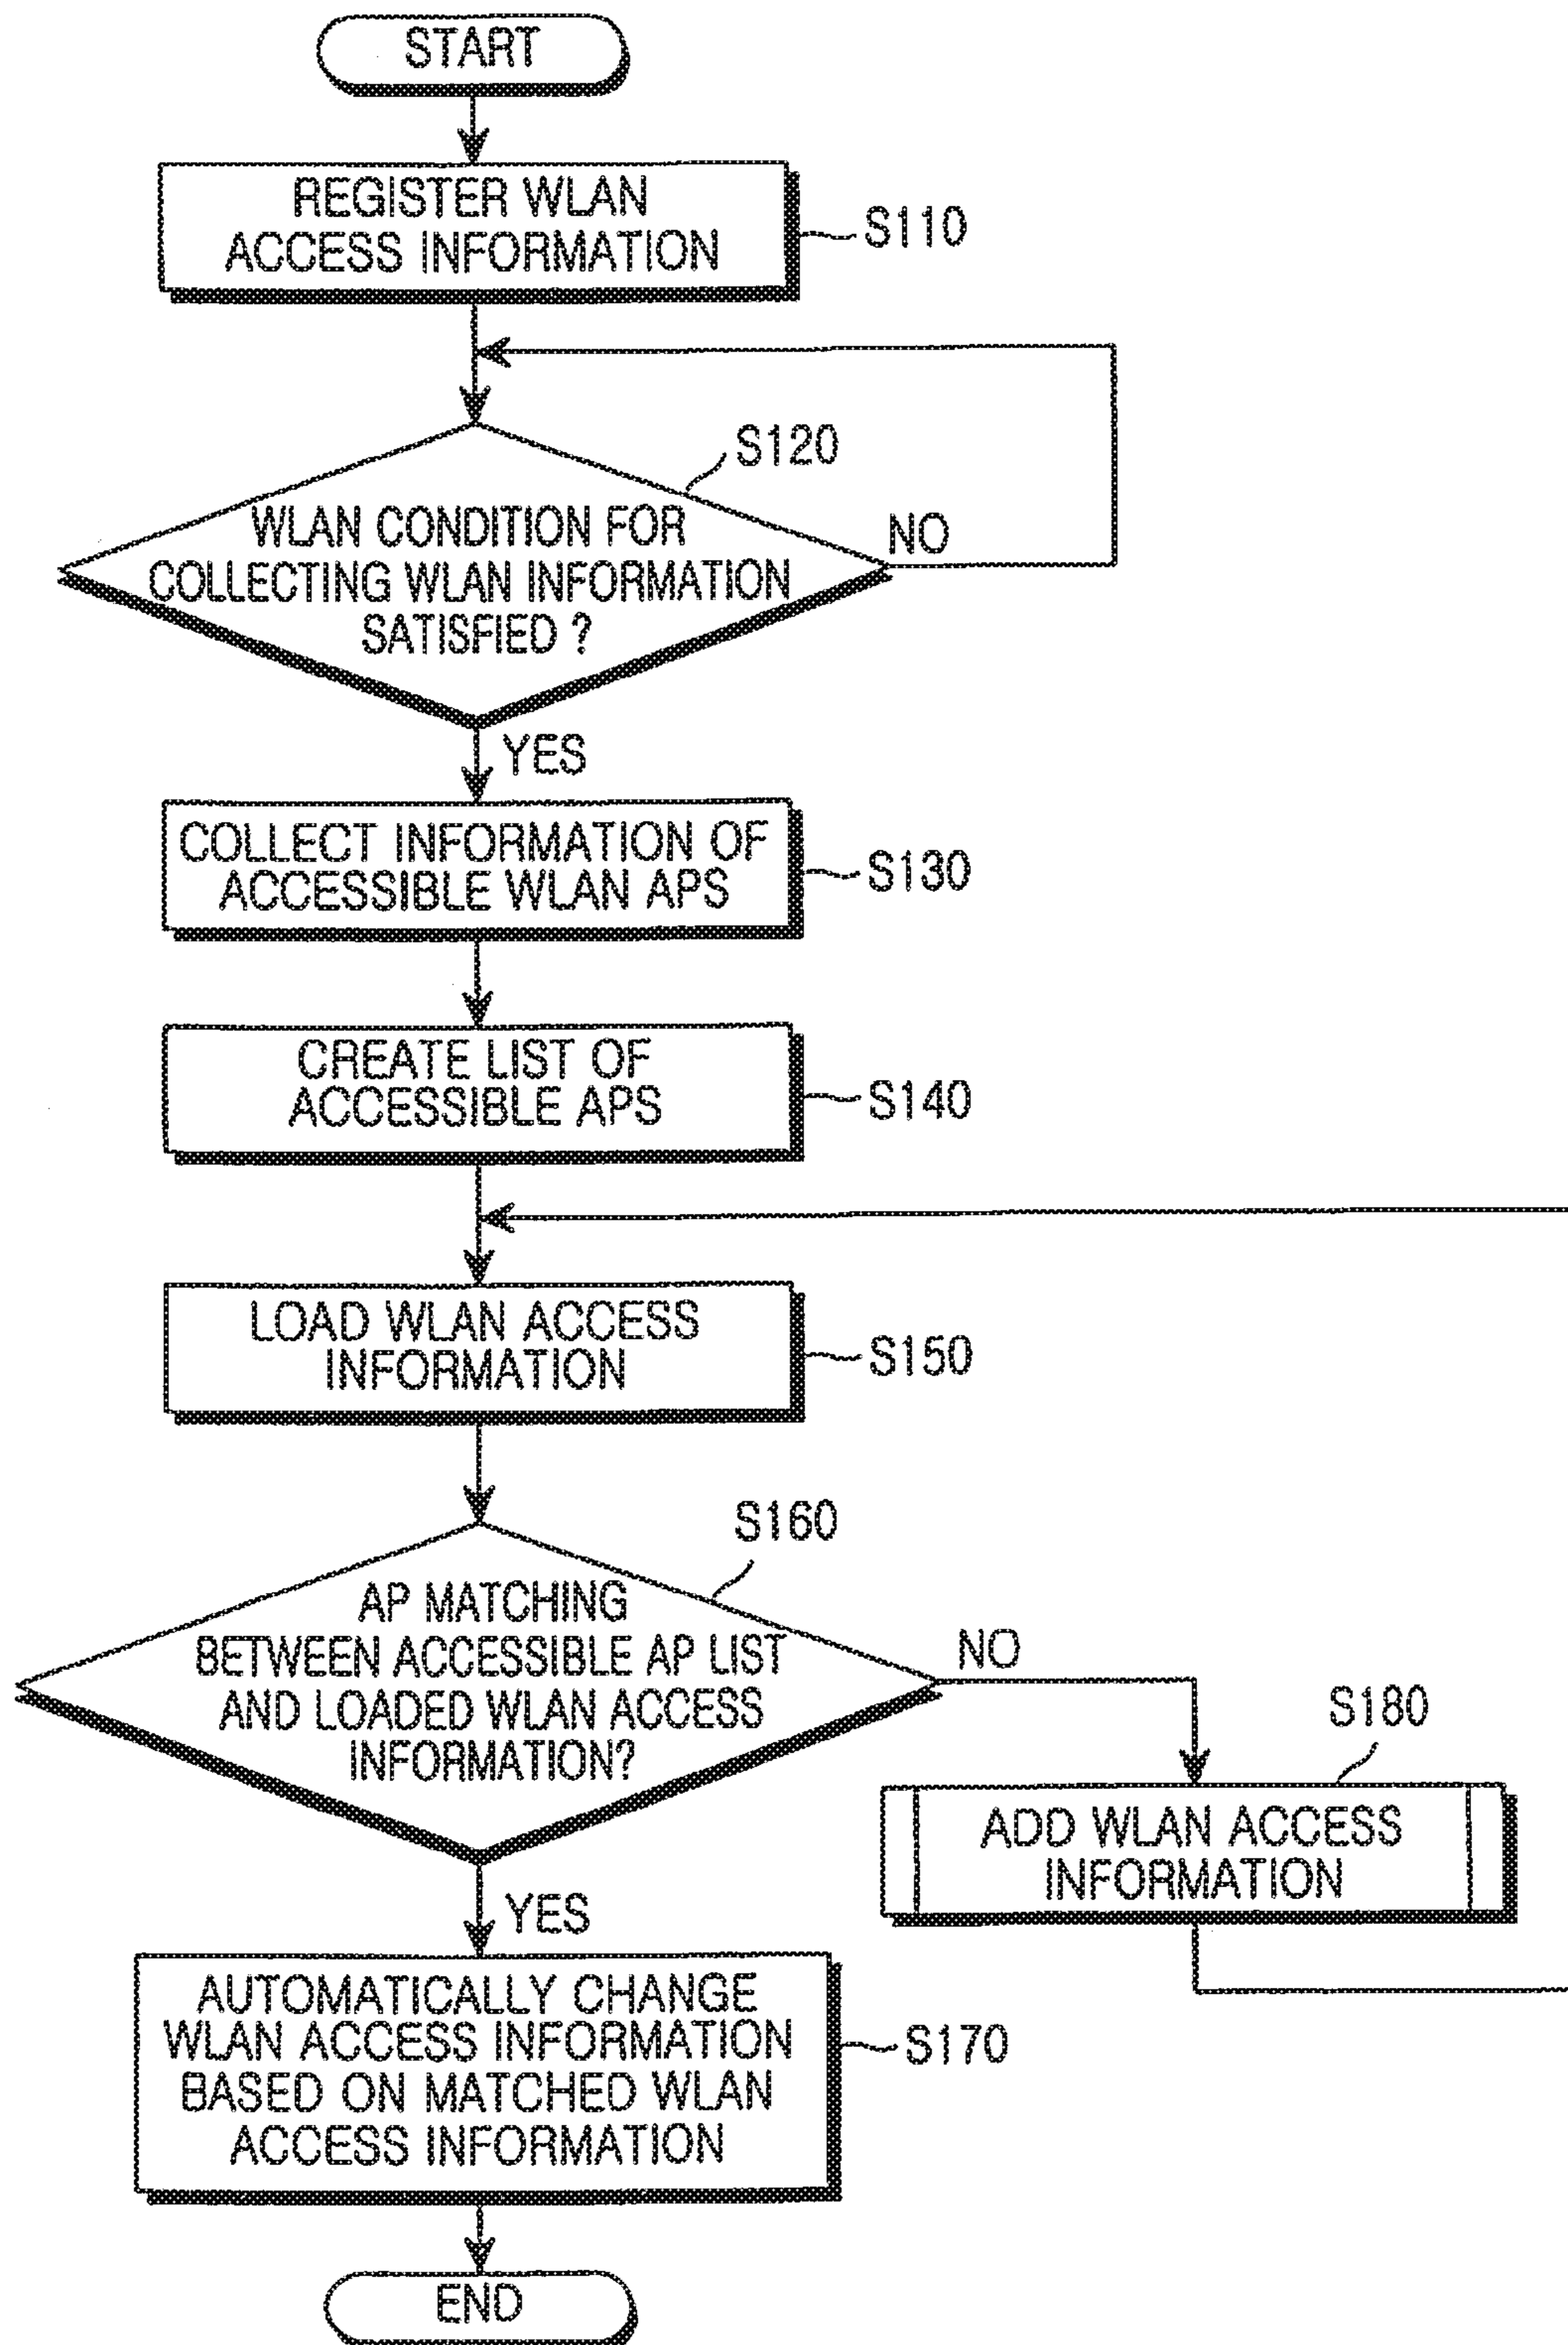 START
REGISTER WLAN
ACCESS INFORMATION
S110
S120
WLAN CONDITION FOR
COLLECTING WLAN INFORMATION
SATISFIED ?
NO
YES
COLLECT INFORMATION OF
ACCESSIBLE WLAN APS
S130
CREATE LIST OF
ACCESSIBLE APS
S140
LOAD WLAN ACCESS
INFORMATION
S150
S160
AP MATCHING
BETWEEN ACCESSIBLE AP LIST
AND LOADED WLAN ACCESS
INFORMATION?
NO
S180
ADD WLAN ACCESS
INFORMATION
YES
AUTOMATICALLY CHANGE
WLAN ACCESS INFORMATION
BASED ON MATCHED WLAN
ACCESS INFORMATION
S170
END